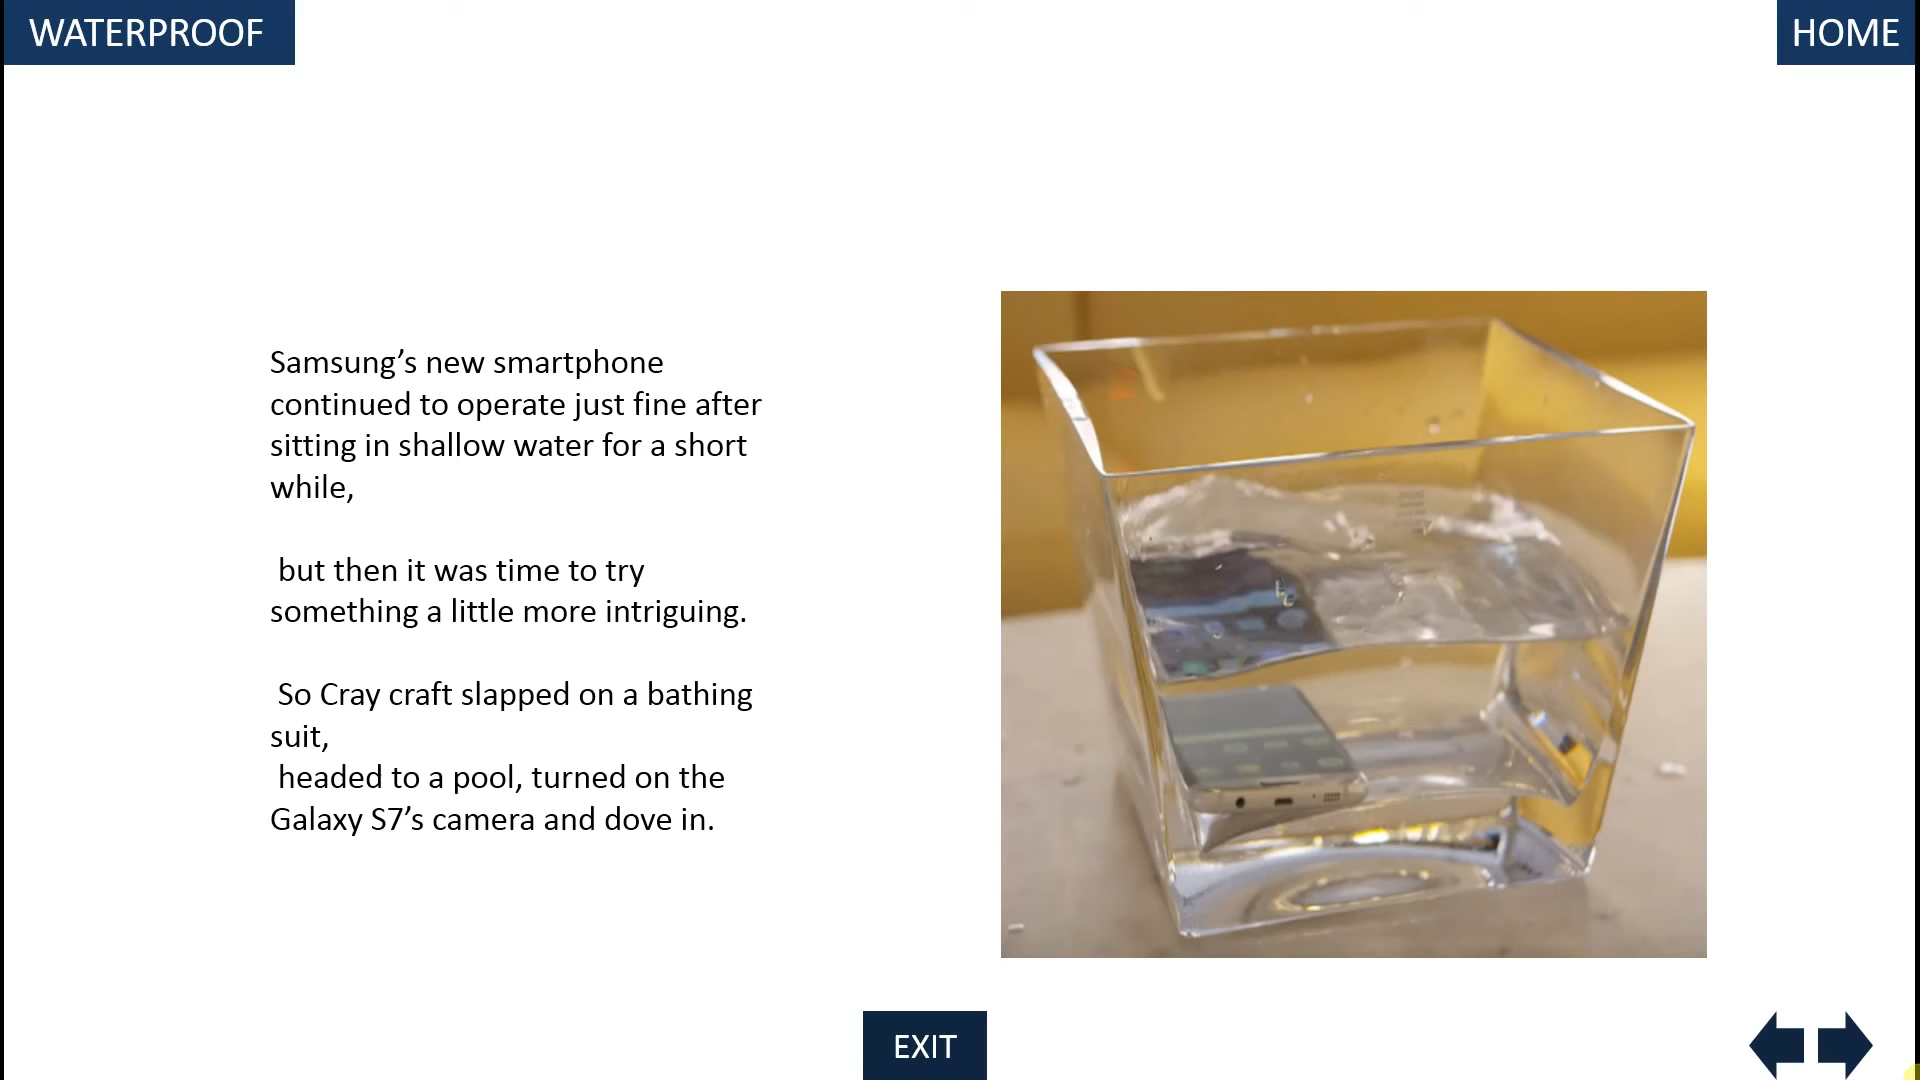 WATERPROOF
HOME
Samsung’s new smartphone
continued to operate just fine after
sitting in shallow water for a short
while,
but then it was time to try
something a little more intriguing.
So Cray craft slapped on a bathing
suit,
headed to a pool, turned on the
Galaxy S7’s camera and dove in.
EXIT